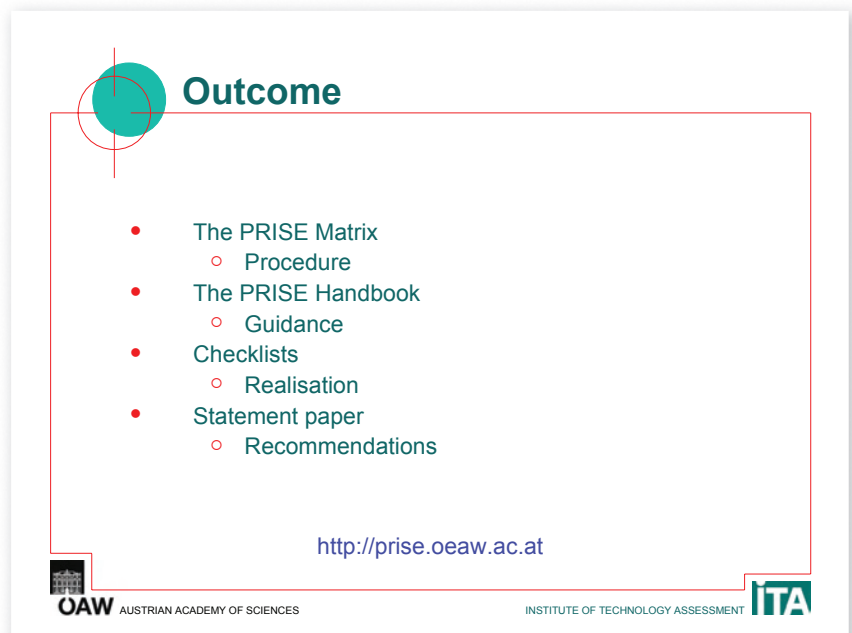 Outcome
• The PRISE Matrix
○ Procedure
• The PRISE Handbook
○ Guidance
• Checklists
○ Realisation
• Statement paper
○ Recommendations
http://prise.oeaw.ac.at
ÖAW AUSTRIAN ACADEMY OF SCIENCES
INSTITUTE OF TECHNOLOGY ASSESSMENT ITA